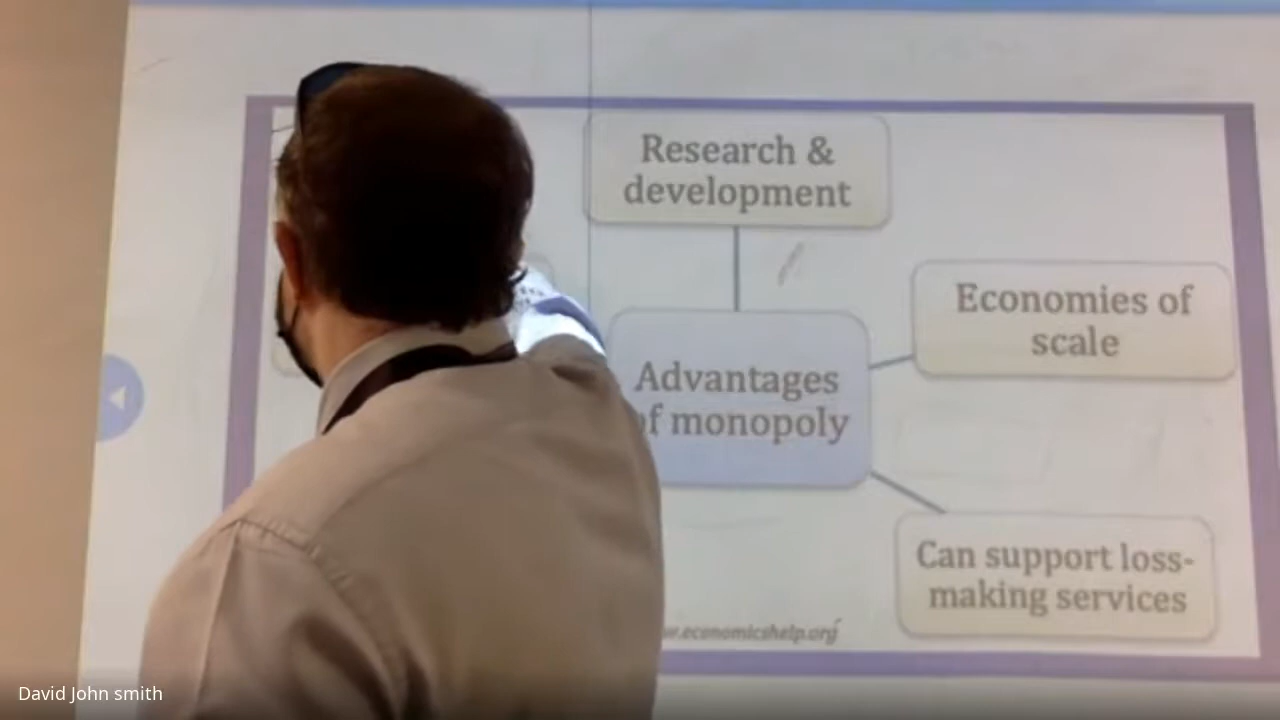 Research &
development
Economies of
scale
Advantages
of monopoly
Can support loss-
making services
.economicshelp.org
David John smith